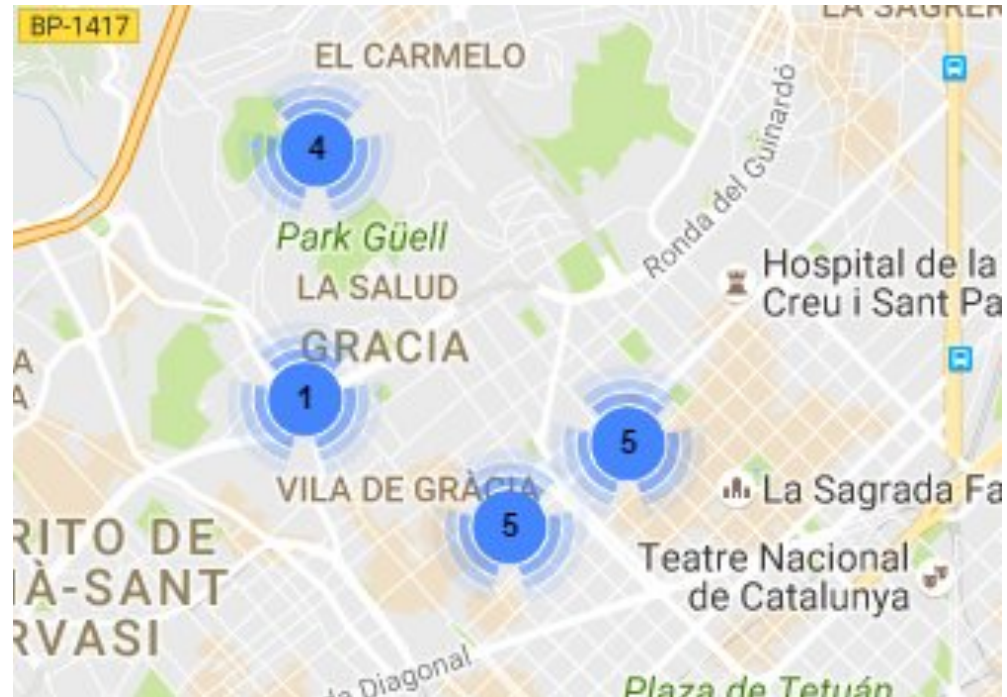 BP-1417
LA SAGRER
EL CARMELO
4
Ronda del Guinardó
Park Güell
LA SALUD
Hospital de la
Creu i Sant Pa
GRACIA
A
A
1
5
VILA DE GRÀCIA
La Sagrada Fa
5
RITO DE
IÀ-SANT
RVASI
Teatre Nacional
de Catalunya
Diagonal
Plaza de Tetuán